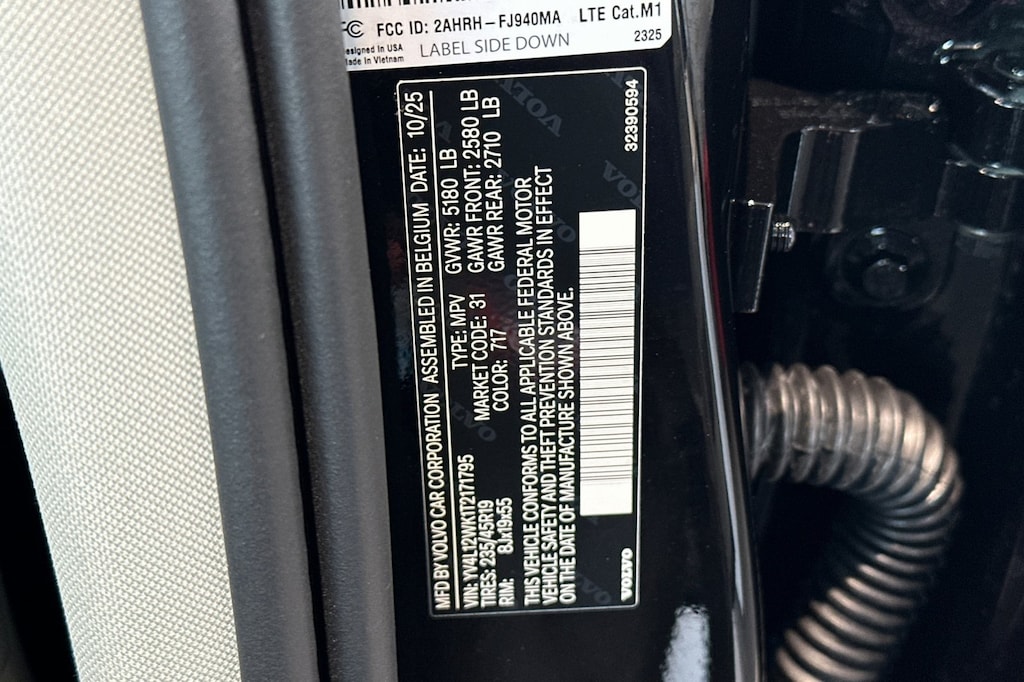 FCC ID: 2AHRH-FJ940MA LTE Cat.M1
LABEL SIDE DOWN 2325
Designed in USA
Made in Vietnam
MFD BY VOLVO CAR CORPORATION ASSEMBLED IN BELGIUM DATE: 10/25
VIN: YV4L12WK1T2171795 TYPE: MPV GVWR: 5180 LB
TIRES: 235/45R19 MARKET CODE: 31 GAWR FRONT: 2580 LB
RIM: 8Jx19x55 COLOR: 717 GAWR REAR: 2710 LB
THIS VEHICLE CONFORMS TO ALL APPLICABLE FEDERAL MOTOR
VEHICLE SAFETY AND THEFT PREVENTION STANDARDS IN EFFECT
ON THE DATE OF MANUFACTURE SHOWN ABOVE.
VOLVO 32390594